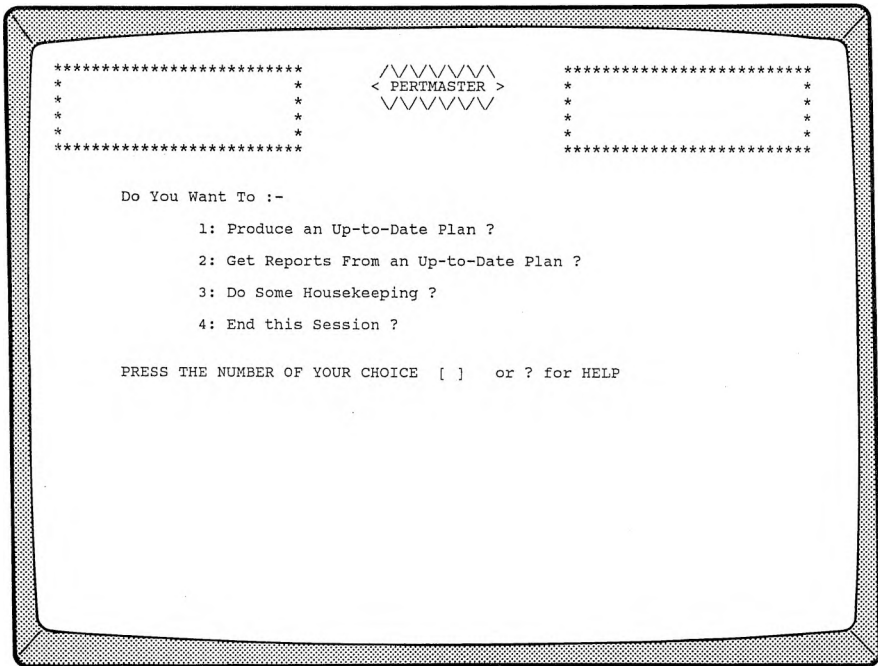 *************************** /\/\/\/\/\/\/\ ***************************
* * < PERTMASTER > * *
* * \/\/\/\/\/\/ * *
* * * *
* * * *
*************************** ***************************
Do You Want To :-
1: Produce an Up-to-Date Plan ?
2: Get Reports From an Up-to-Date Plan ?
3: Do Some Housekeeping ?
4: End this Session ?
PRESS THE NUMBER OF YOUR CHOICE [ ] or ? for HELP